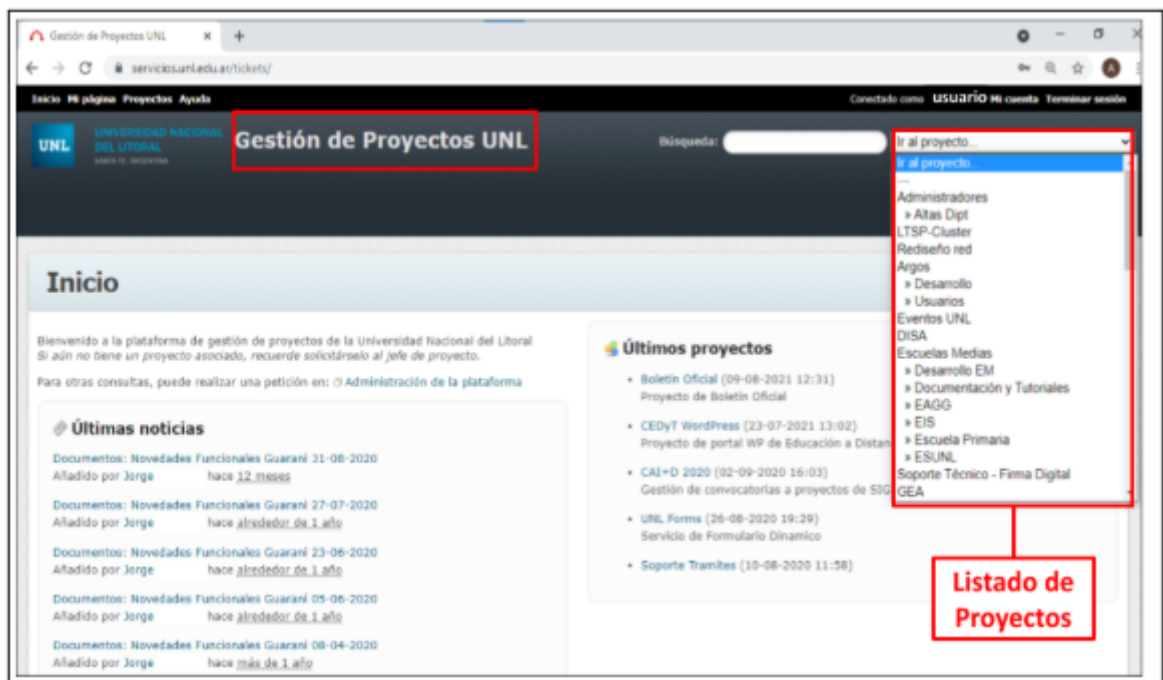 Gestión de Proyectos UNL
servicios.unl.edu.ar/tickets/
Inicio Mi página Proyectos Ayuda
Conectado como usuario Mi cuenta Terminar sesión
UNL
UNIVERSIDAD NACIONAL
DEL LITORAL
SANTA FE, ARGENTINA
Gestión de Proyectos UNL
Búsqueda:
Ir al proyecto...
Ir al proyecto...
---
Administradores
» Altas Dipt
LTSP-Cluster
Rediseño red
Argos
» Desarrollo
» Usuarios
Eventos UNL
DISA
Escuelas Medias
» Desarrollo EM
» Documentación y Tutoriales
» EAGG
» EIS
» Escuela Primaria
» ESUNL
Soporte Técnico - Firma Digital
GEA
Listado de
Proyectos
Inicio
Bienvenido a la plataforma de gestión de proyectos de la Universidad Nacional del Litoral
Si aún no tiene un proyecto asociado, recuerde solicitárselo al jefe de proyecto.
Para otras consultas, puede realizar una petición en: Administración de la plataforma
Últimas noticias
Documentos: Novedades Funcionales Guaraní 31-08-2020
Añadido por Jorge hace 12 meses
Documentos: Novedades Funcionales Guaraní 27-07-2020
Añadido por Jorge hace alrededor de 1 año
Documentos: Novedades Funcionales Guaraní 23-06-2020
Añadido por Jorge hace alrededor de 1 año
Documentos: Novedades Funcionales Guaraní 05-06-2020
Añadido por Jorge hace alrededor de 1 año
Documentos: Novedades Funcionales Guaraní 08-04-2020
Añadido por Jorge hace más de 1 año
Últimos proyectos
Boletín Oficial (09-08-2021 12:31)
Proyecto de Boletín Oficial
CEDyT WordPress (23-07-2021 13:02)
Proyecto de portal WP de Educación a Distan
CAI+D 2020 (02-09-2020 16:03)
Gestión de convocatorias a proyectos de SIG
UNL Forms (26-08-2020 19:29)
Servicio de Formulario Dinamico
Soporte Tramites (10-08-2020 11:58)